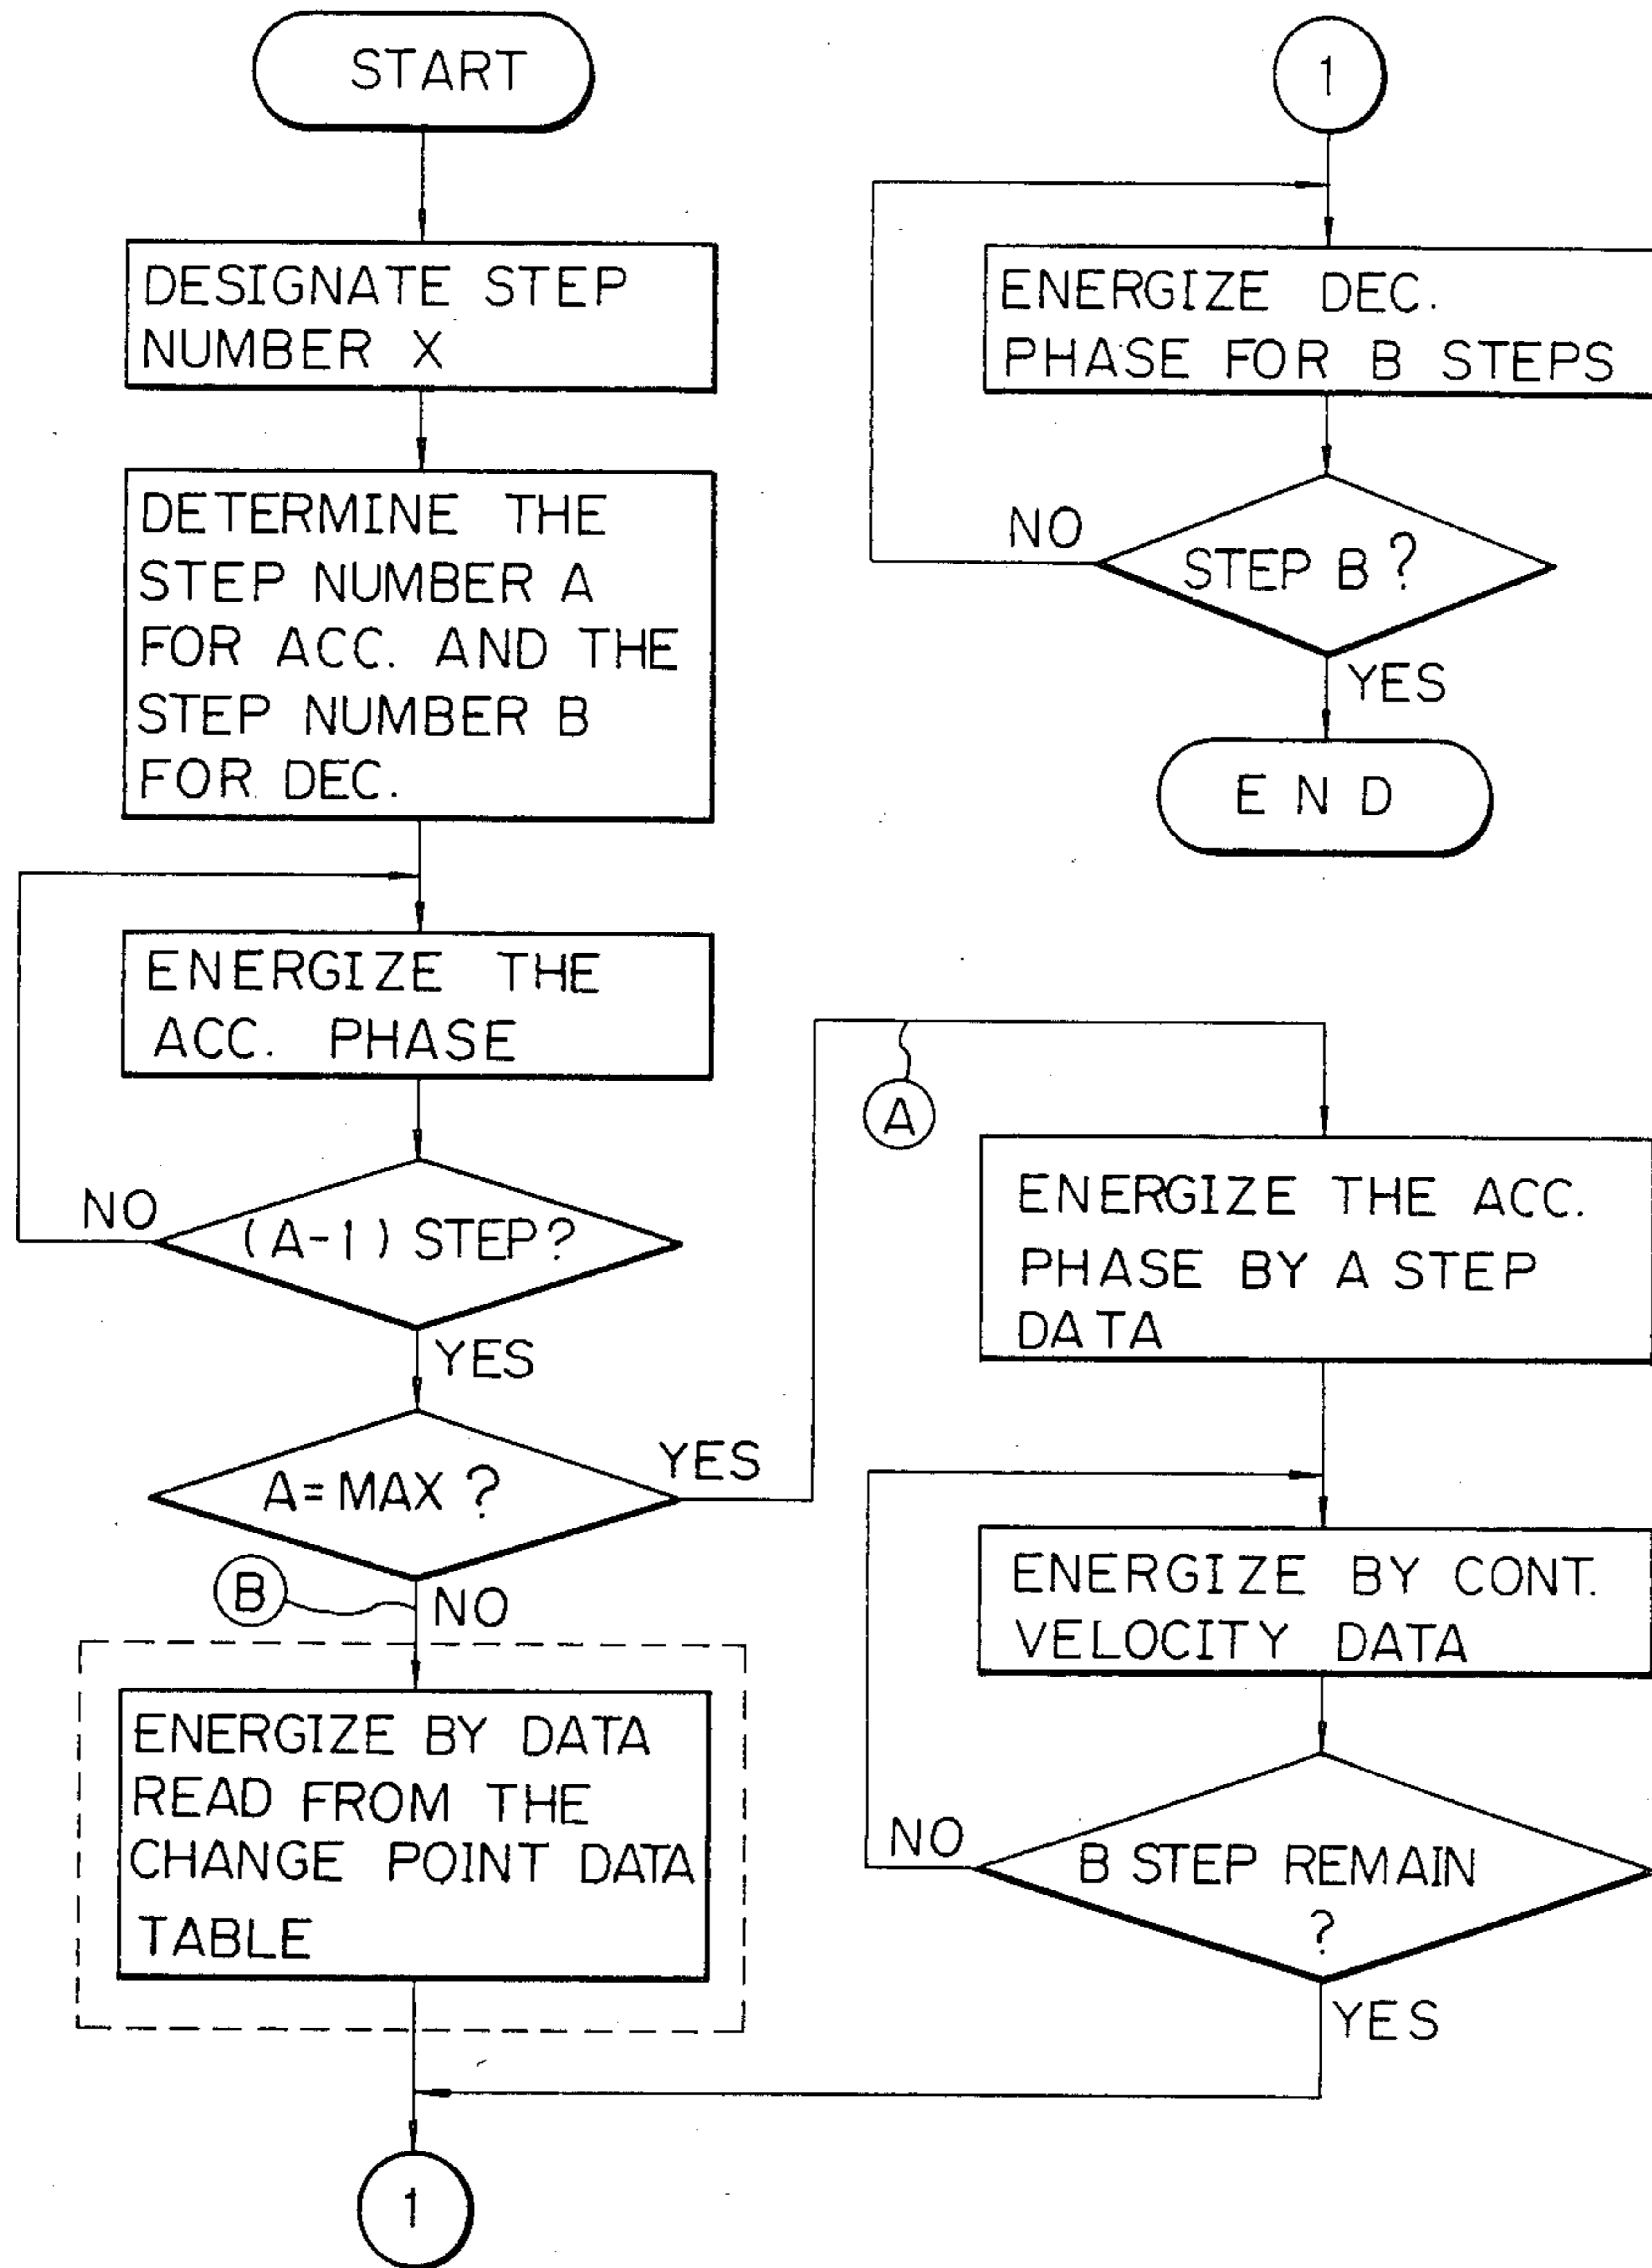 START
DESIGNATE STEP
NUMBER X
DETERMINE THE
STEP NUMBER A
FOR ACC. AND THE
STEP NUMBER B
FOR DEC.
ENERGIZE THE
ACC. PHASE
NO
(A-1) STEP?
YES
A=MAX ?
YES
B
NO
ENERGIZE BY DATA
READ FROM THE
CHANGE POINT DATA
TABLE
1
1
ENERGIZE DEC.
PHASE FOR B STEPS
NO
STEP B ?
YES
END
A
ENERGIZE THE ACC.
PHASE BY A STEP
DATA
ENERGIZE BY CONT.
VELOCITY DATA
NO
B STEP REMAIN
?
YES